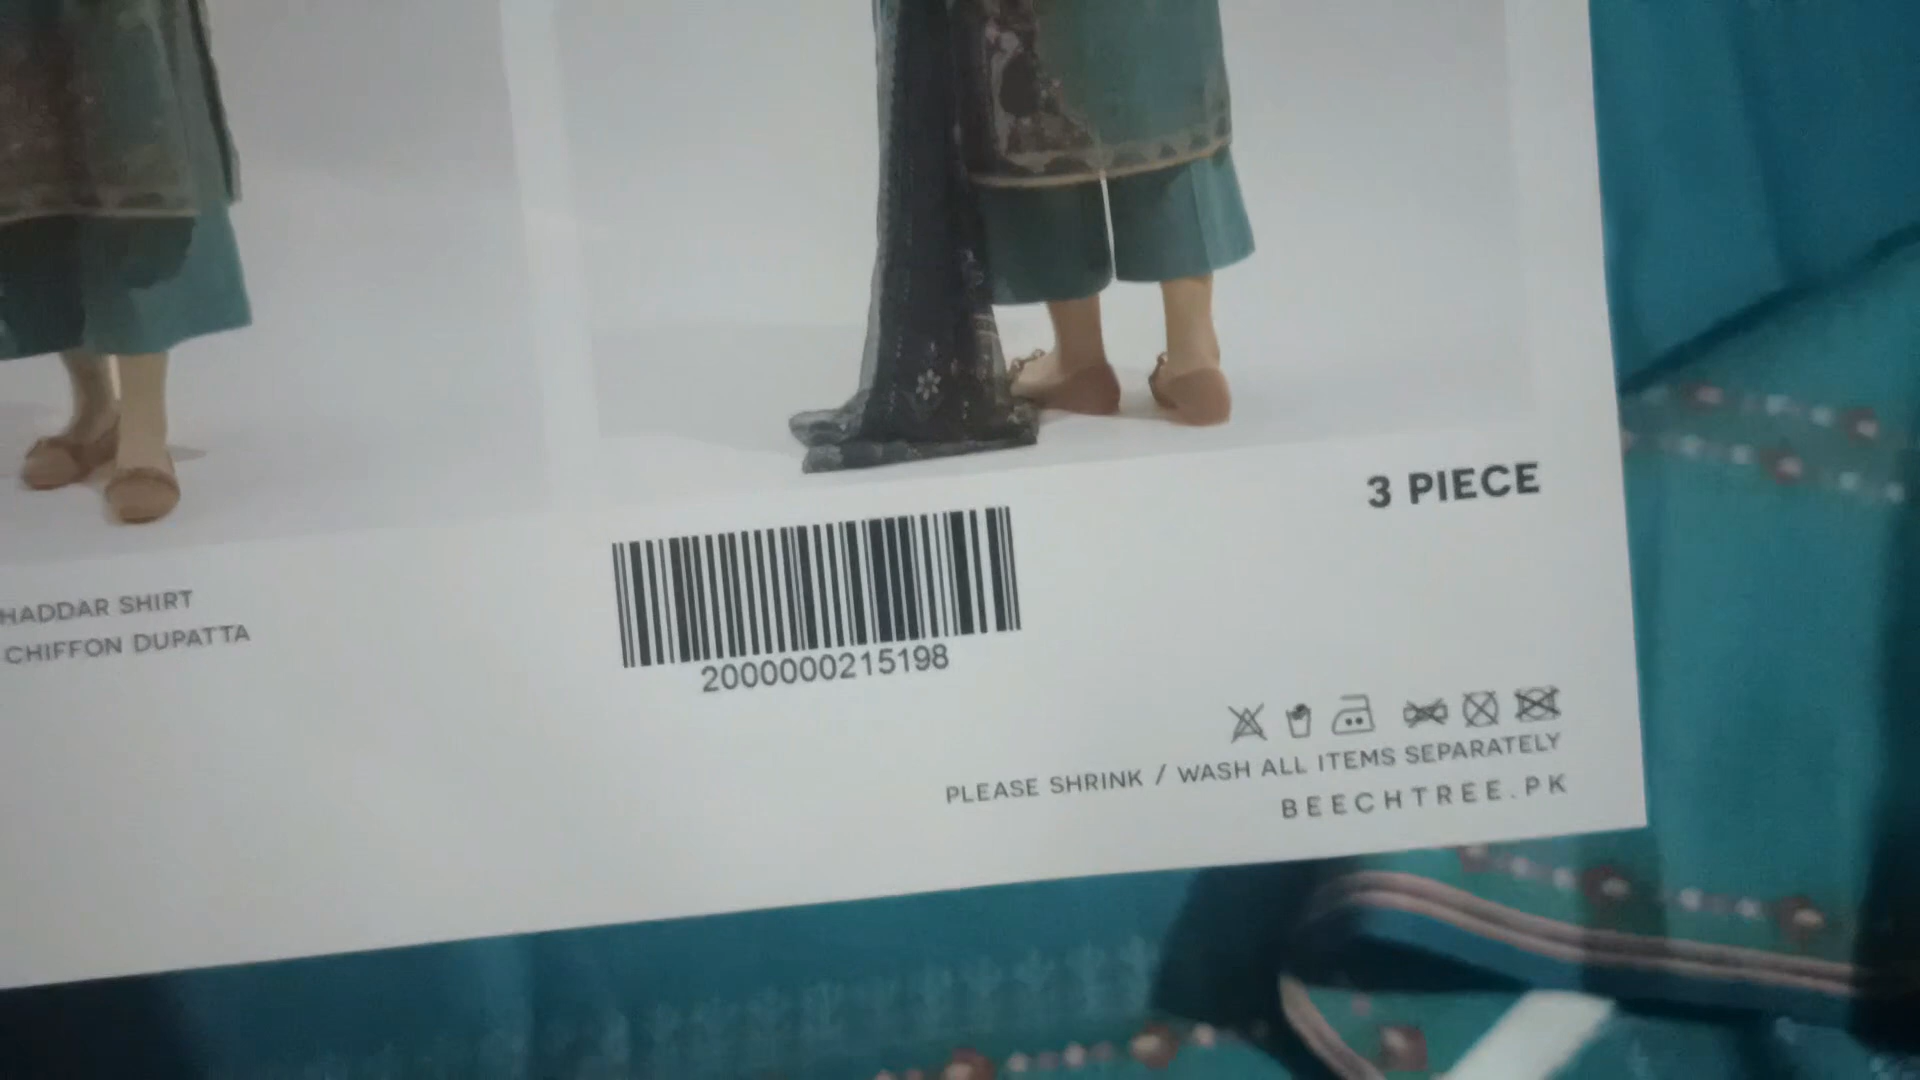 HADDAR SHIRT
CHIFFON DUPATTA
3 PIECE
2000000215198
PLEASE SHRINK / WASH ALL ITEMS SEPARATELY
BEECHTREE.PK